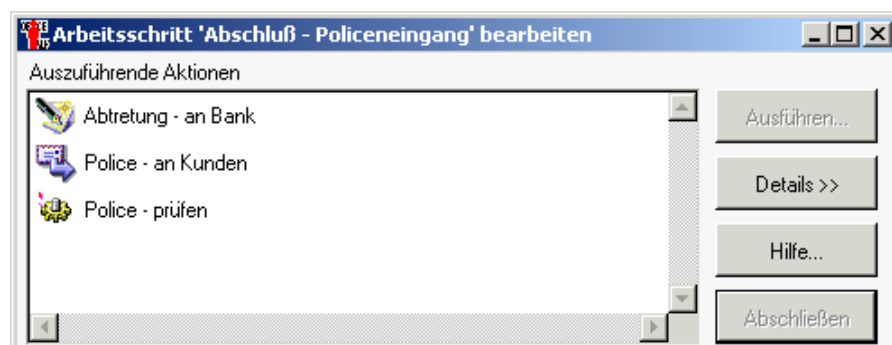 Arbeitsschritt 'Abschluß - Policeneingang' bearbeiten
Auszuführende Aktionen
Abtretung - an Bank
Police - an Kunden
Police - prüfen
Ausführen...
Details >>
Hilfe...
Abschließen